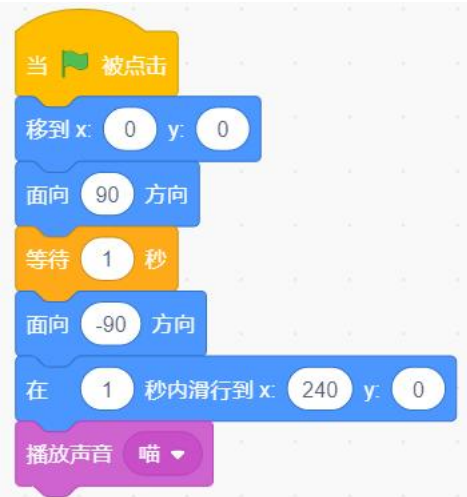 当 被点击
移到 x: 0 y: 0
面向 90 方向
等待 1 秒
面向 -90 方向
在 1 秒内滑行到 x: 240 y: 0
播放声音 喵